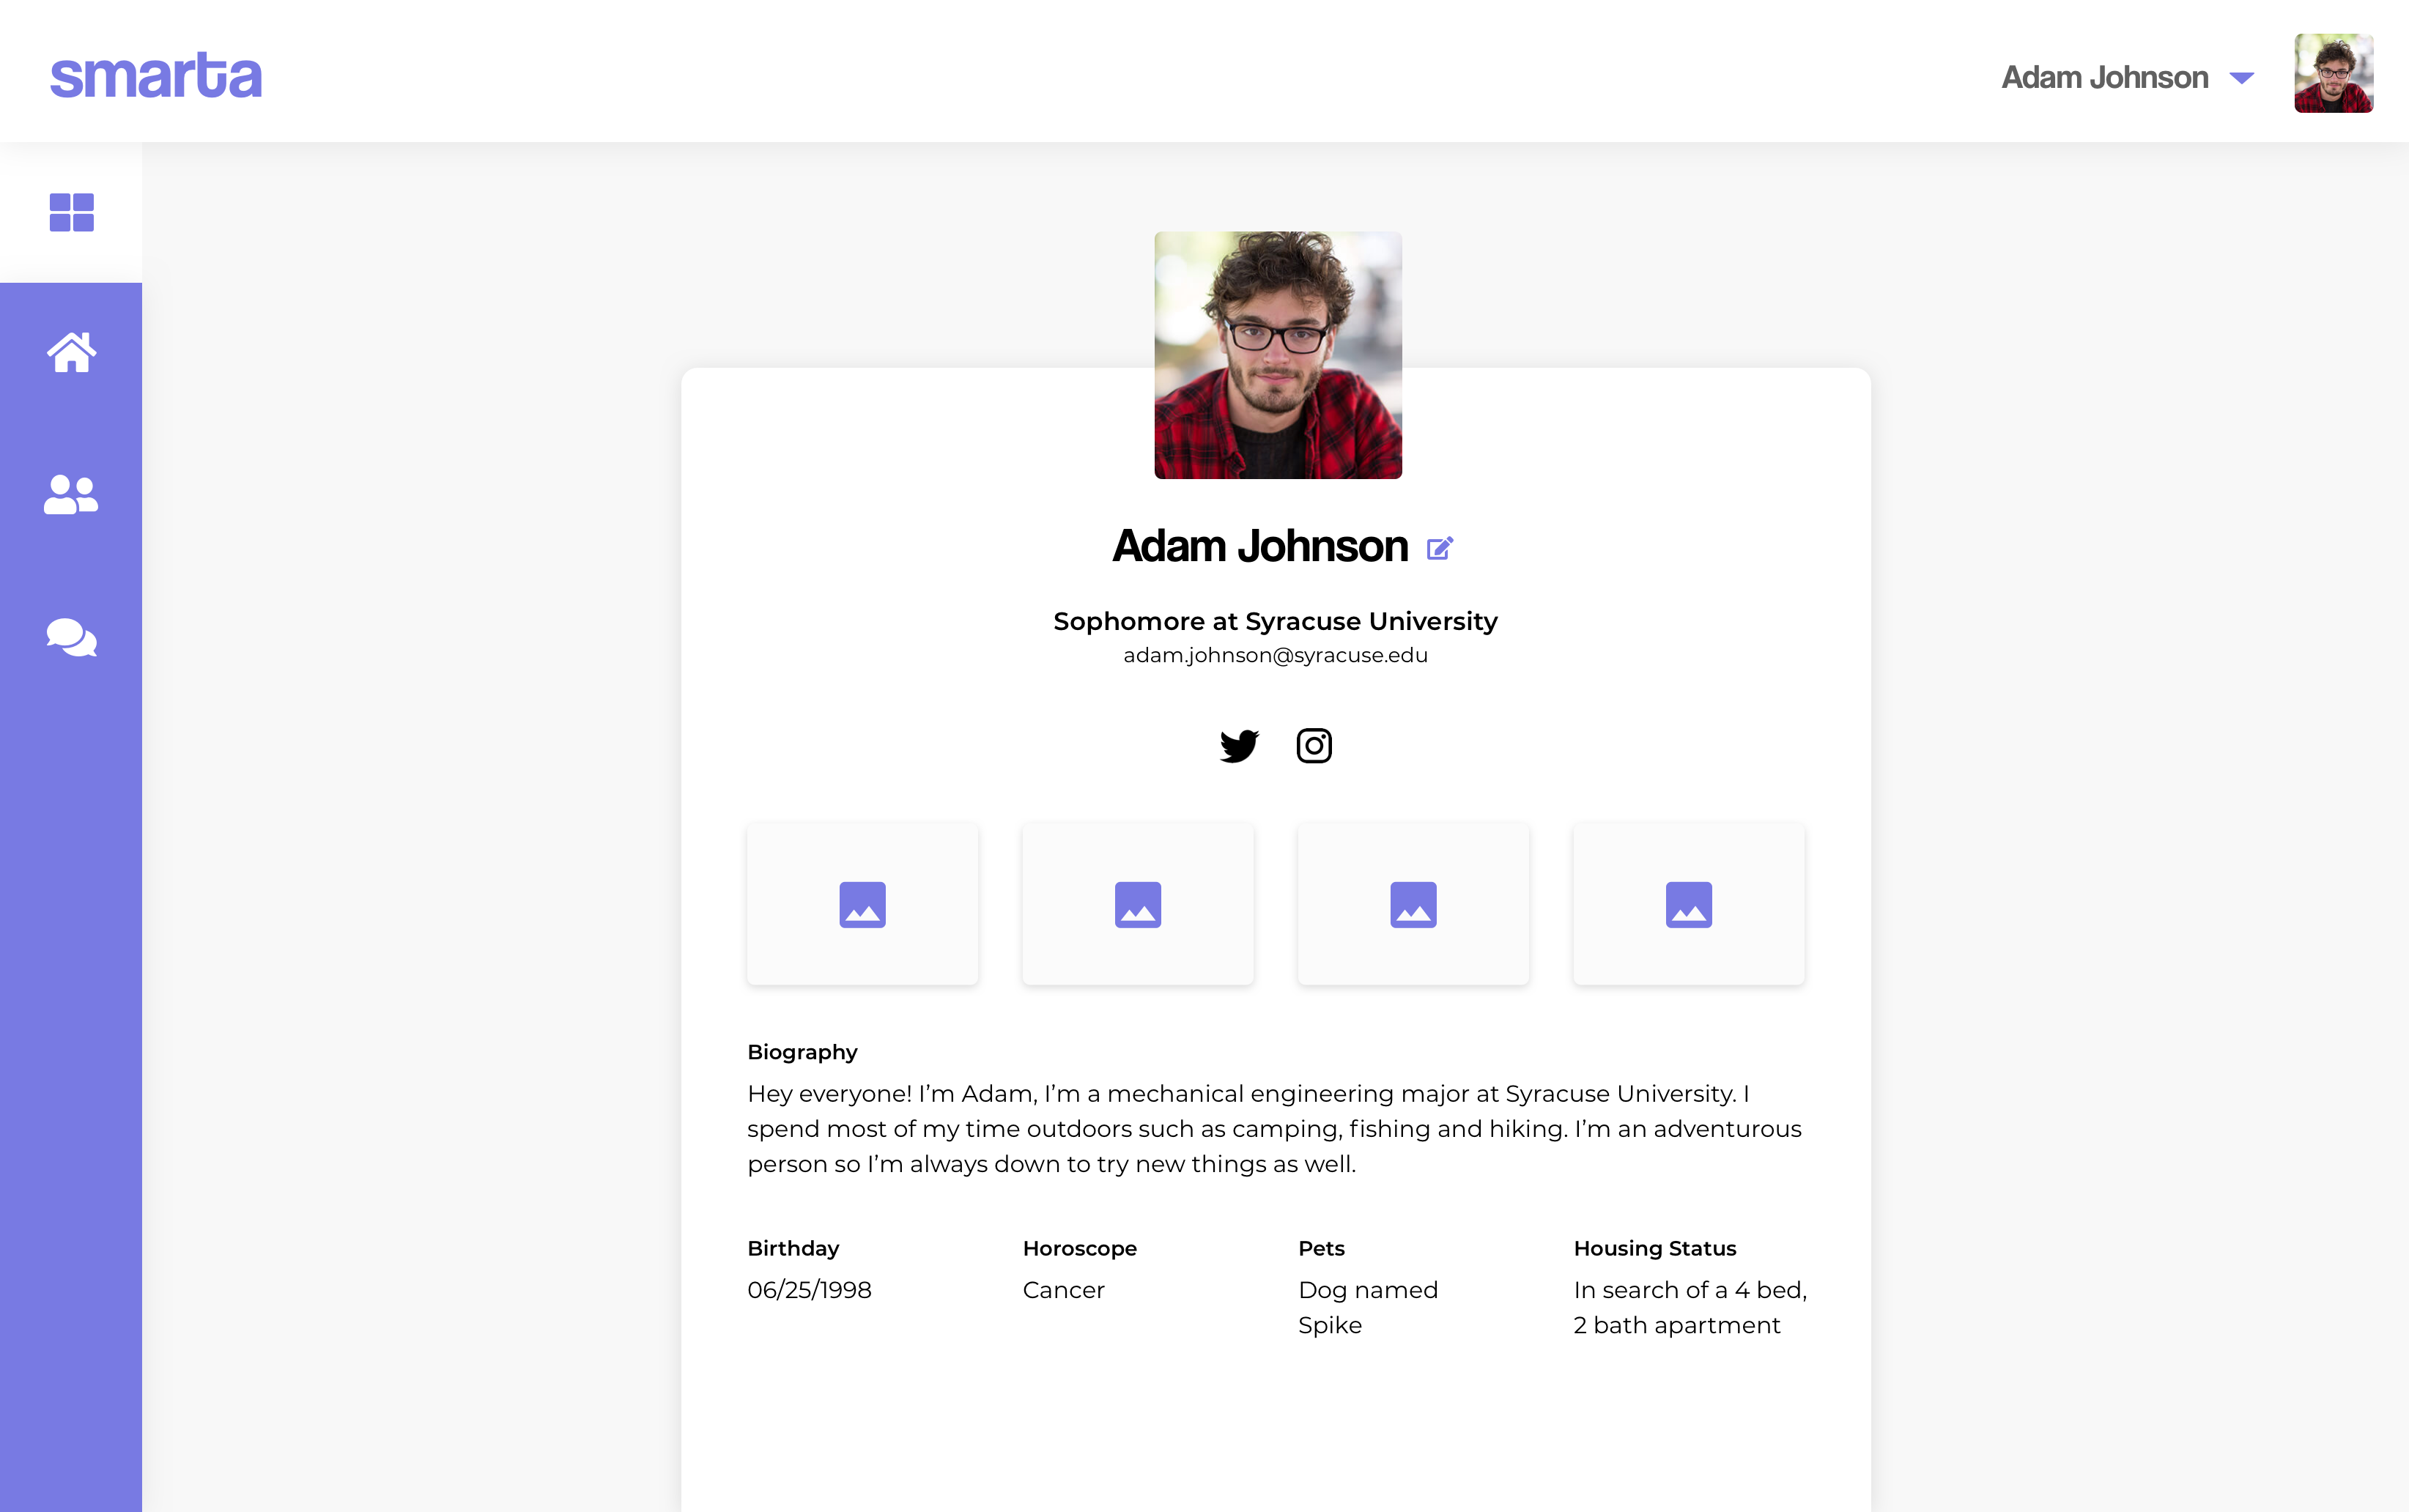 smarta
Adam Johnson
Adam Johnson
Sophomore at Syracuse University
adam.johnson@syracuse.edu
Biography
Hey everyone! I’m Adam, I’m a mechanical engineering major at Syracuse University. I
spend most of my time outdoors such as camping, fishing and hiking. I’m an adventurous
person so I’m always down to try new things as well.
Birthday
06/25/1998
Horoscope
Cancer
Pets
Dog named
Spike
Housing Status
In search of a 4 bed,
2 bath apartment